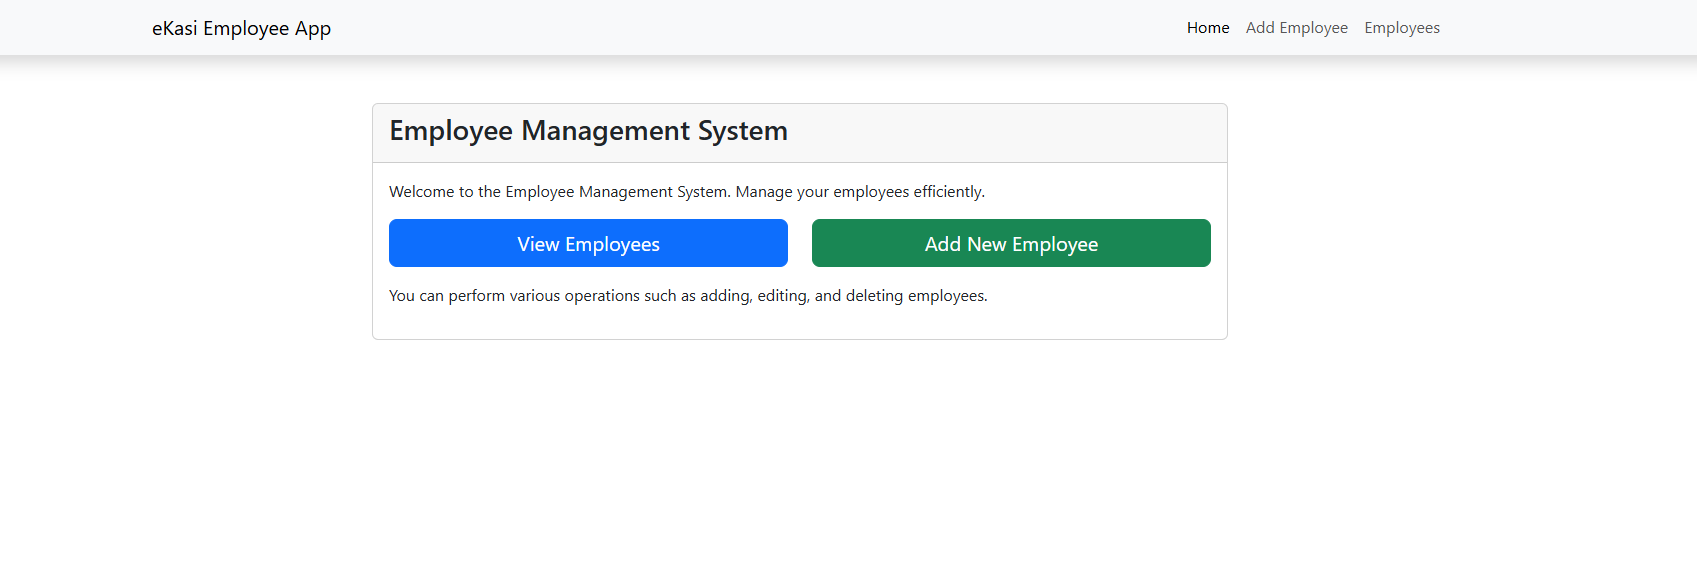 eKasi Employee App
Home Add Employee Employees
Employee Management System
Welcome to the Employee Management System. Manage your employees efficiently.
View Employees
Add New Employee
You can perform various operations such as adding, editing, and deleting employees.